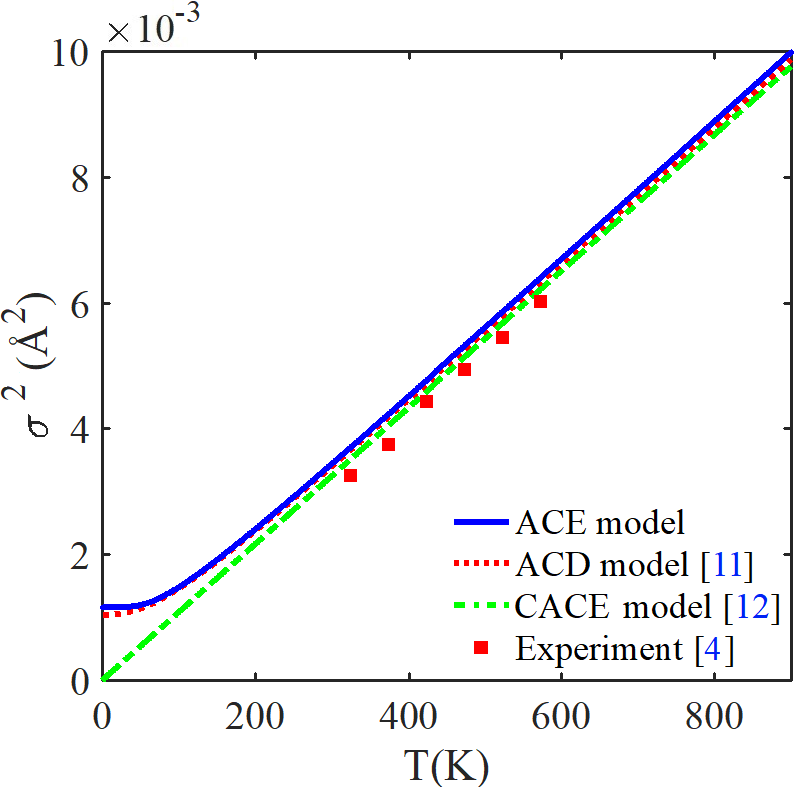 ×10⁻³
10
8
6
4
2
0
σ ² (Å²)
0 200 400 600 800
T(K)
ACE model
ACD model [11]
CACE model [12]
Experiment [4]